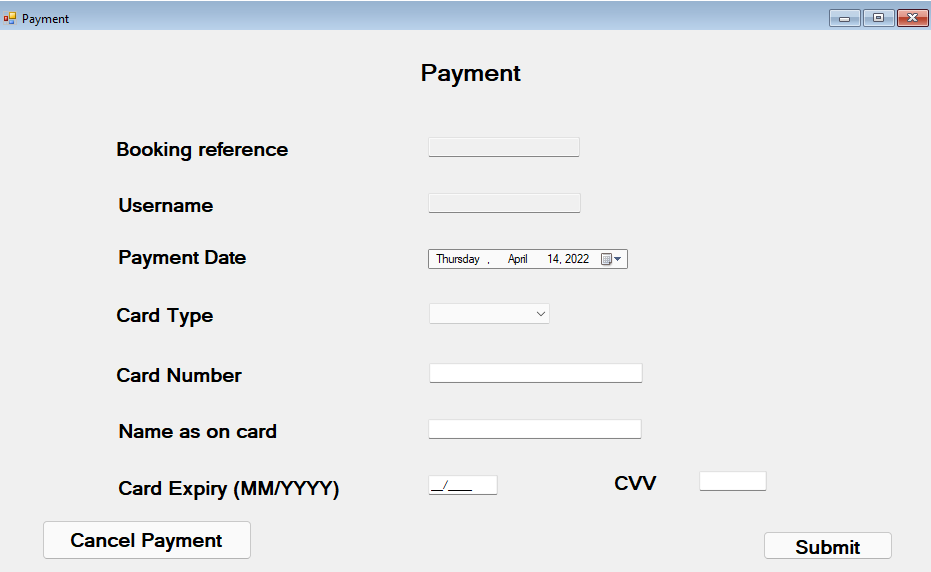 Payment
Payment
Booking reference
Username
Payment Date
Thursday , April 14, 2022
Card Type
Card Number
Name as on card
Card Expiry (MM/YYYY)
__/____
CVV
Cancel Payment
Submit